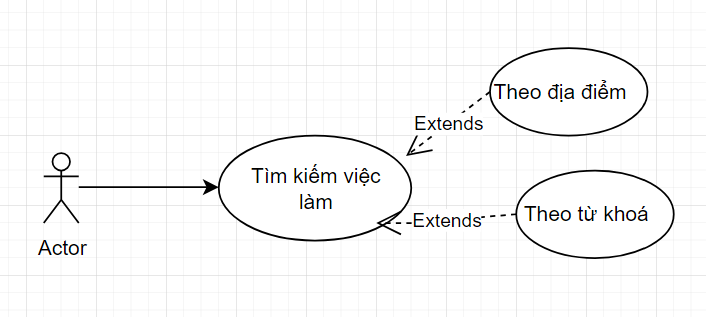 Theo địa điểm
Extends
Tìm kiếm việc
làm
Theo từ khoá
Extends
Actor